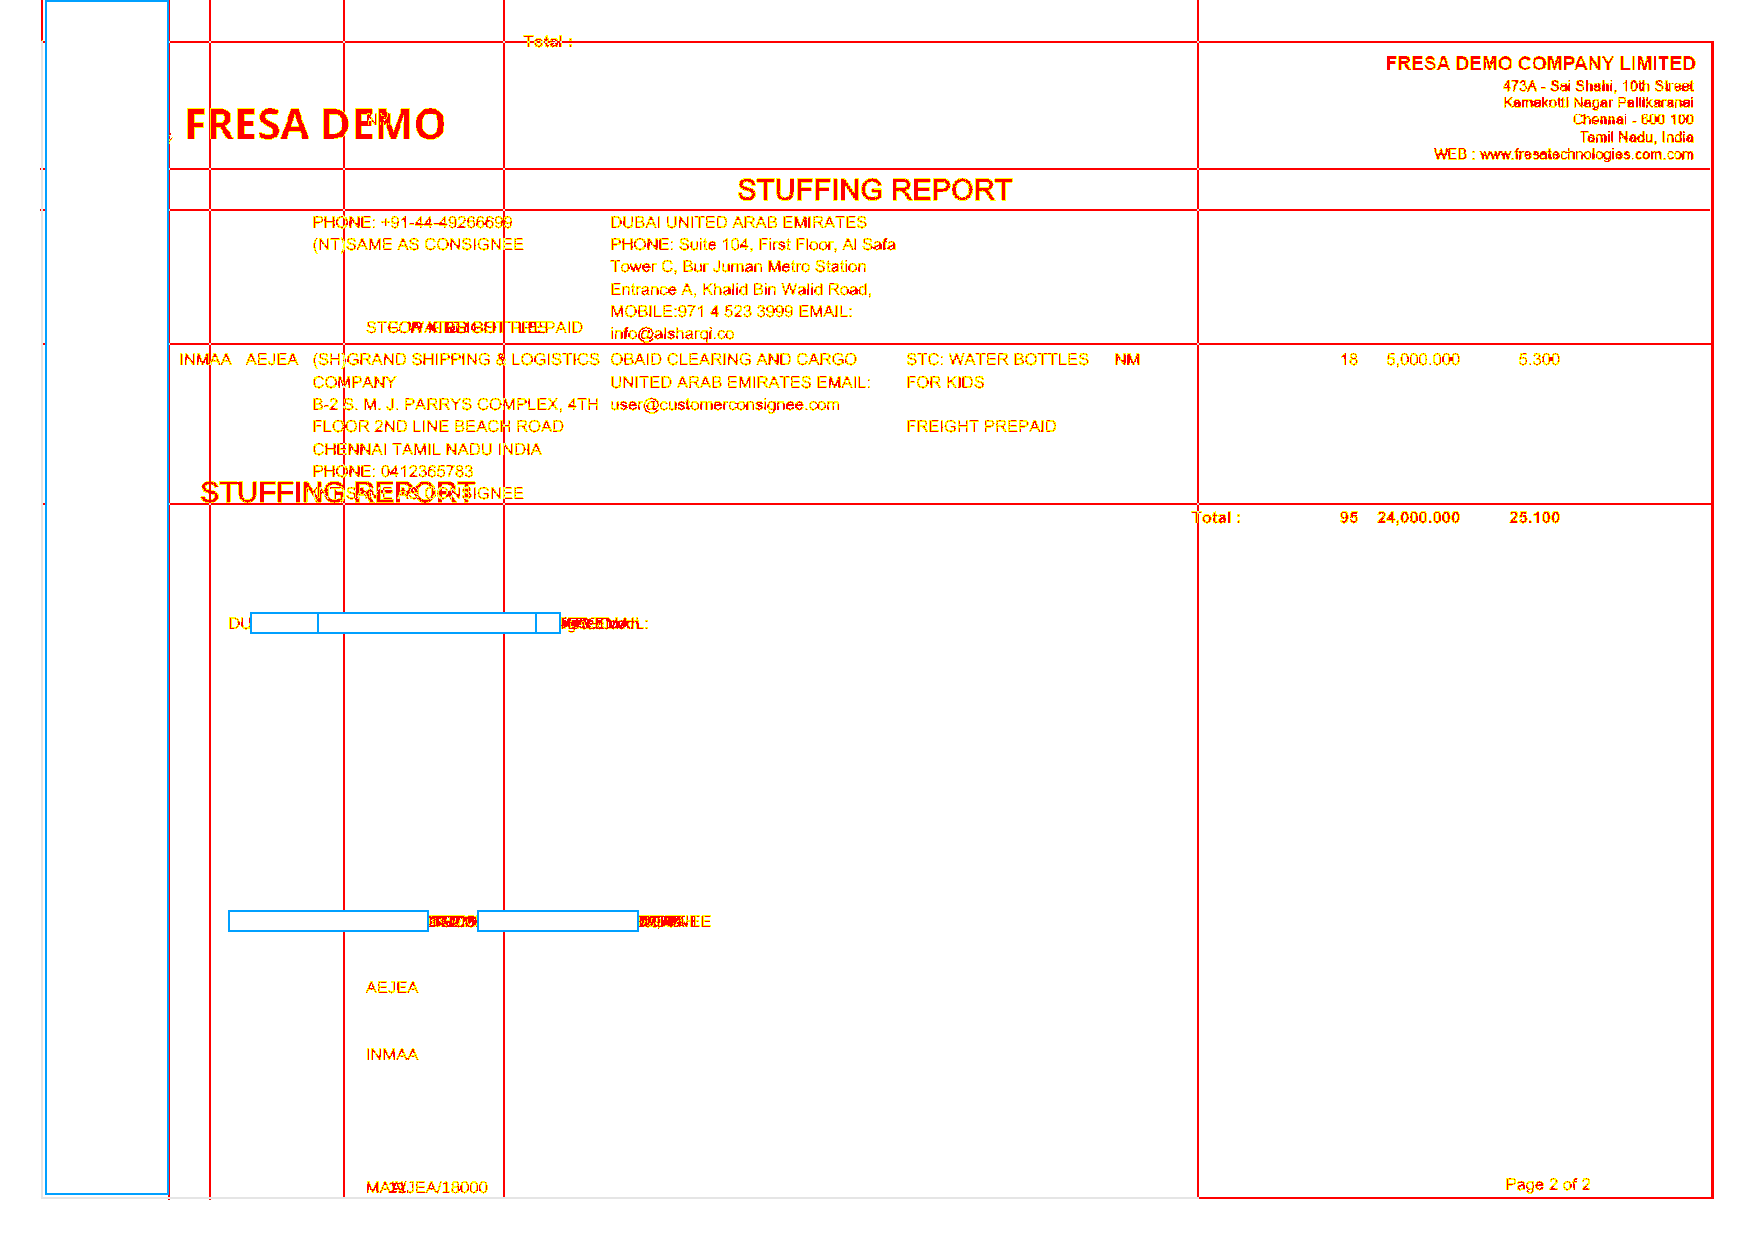 Total :
FRESA DEMO COMPANY LIMITED
473A - Sai Shahi, 10th Street
Kamakotti Nagar Pallikaranai
Chennai - 600 100
FRESA DEMO
NM
Tamil Nadu, India
WEB : www.fresatechnologies.com.com
STUFFING REPORT
PHONE: +91-44-49266699 DUBAI UNITED ARAB EMIRATES
(NT)SAME AS CONSIGNEE PHONE: Suite 104, First Floor, Al Safa
Tower C, Bur Juman Metro Station
Entrance A, Khalid Bin Walid Road,
MOBILE:971 4 523 3999 EMAIL:
info@alsharqi.co
INMAA AEJEA (SH)GRAND SHIPPING & LOGISTICS OBAID CLEARING AND CARGO STC: WATER BOTTLES NM 18 5,000.000 5.300
COMPANY UNITED ARAB EMIRATES EMAIL: FOR KIDS
B-2 S. M. J. PARRYS COMPLEX, 4TH user@customerconsignee.com
FLOOR 2ND LINE BEACH ROAD FREIGHT PREPAID
CHENNAI TAMIL NADU INDIA
PHONE: 0412365783
STUFFING REPORT
(NT)SAME AS CONSIGNEE
Total : 95 24,000.000 25.100
AEJEA
INMAA
Page 2 of 2